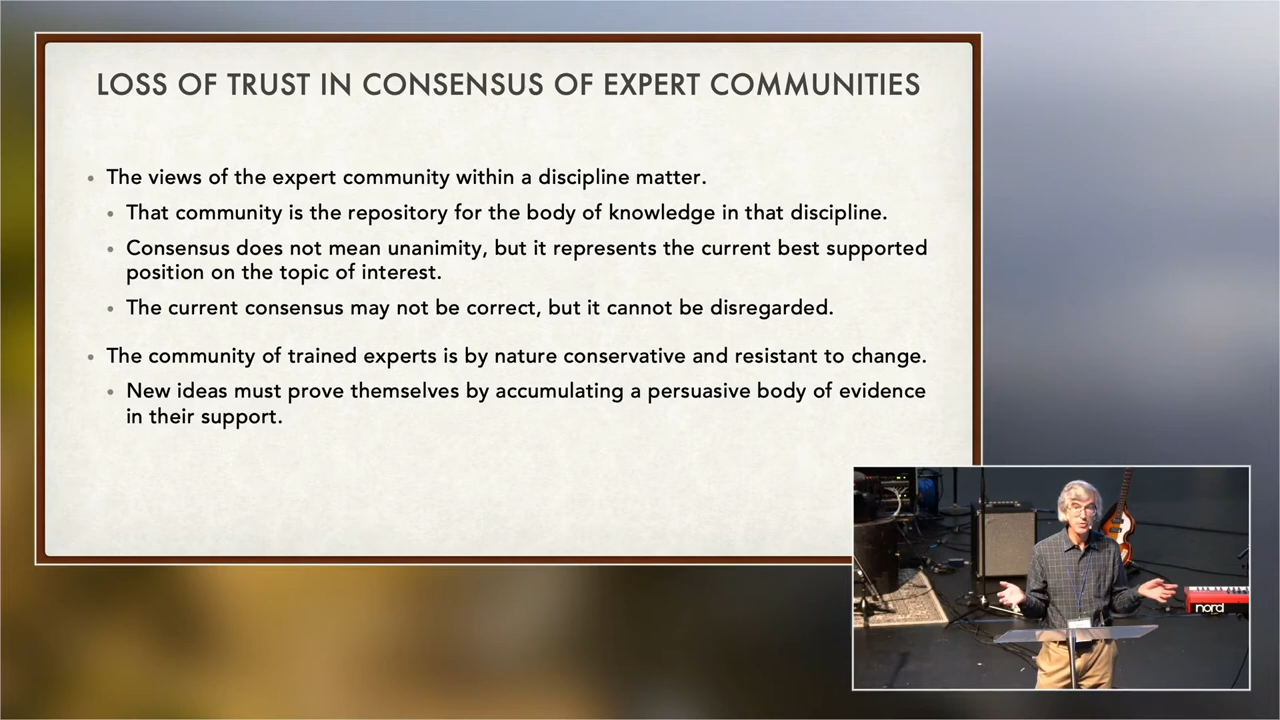 LOSS OF TRUST IN CONSENSUS OF EXPERT COMMUNITIES
• The views of the expert community within a discipline matter.
• That community is the repository for the body of knowledge in that discipline.
• Consensus does not mean unanimity, but it represents the current best supported
position on the topic of interest.
• The current consensus may not be correct, but it cannot be disregarded.
• The community of trained experts is by nature conservative and resistant to change.
• New ideas must prove themselves by accumulating a persuasive body of evidence
in their support.
nord